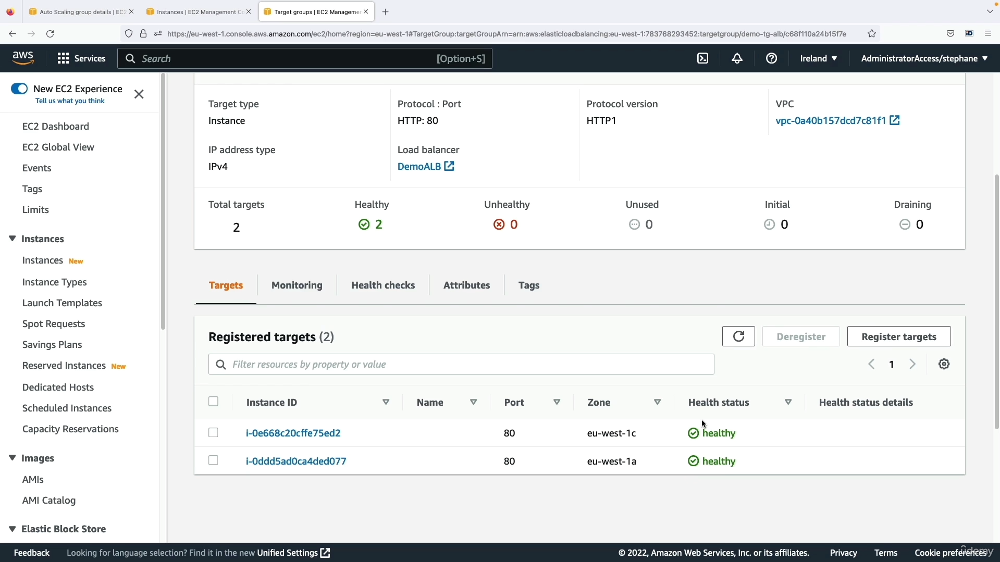 Auto Scaling group details | EC2
Instances | EC2 Management Co
Target groups | EC2 Managemen
https://eu-west-1.console.aws.amazon.com/ec2/home?region=eu-west-1#TargetGroup:targetGroupArn=arn:aws:elasticloadbalancing:eu-west-1:783768293452:targetgroup/demo-tg-alb/c68f110a24b15f7e
aws
Services
Search
[Option+S]
Ireland
AdministratorAccess/stephane
New EC2 Experience
Tell us what you think
EC2 Dashboard
EC2 Global View
Events
Tags
Limits
Instances
Instances New
Instance Types
Launch Templates
Spot Requests
Savings Plans
Reserved Instances New
Dedicated Hosts
Scheduled Instances
Capacity Reservations
Images
AMIs
AMI Catalog
Elastic Block Store
Target type
Instance
Protocol : Port
HTTP: 80
Protocol version
HTTP1
VPC
vpc-0a40b157dcd7c81f1
IP address type
IPv4
Load balancer
DemoALB
Total targets
2
Healthy
2
Unhealthy
0
Unused
0
Initial
0
Draining
0
Targets
Monitoring
Health checks
Attributes
Tags
Registered targets (2)
Deregister
Register targets
Filter resources by property or value
1
Instance ID
Name
Port
Zone
Health status
Health status details
i-0e668c20cffe75ed2
80
eu-west-1c
healthy
i-0ddd5ad0ca4ded077
80
eu-west-1a
healthy
Feedback
Looking for language selection? Find it in the new Unified Settings
© 2022, Amazon Web Services, Inc. or its affiliates.
Privacy
Terms
Cookie preferences
udemy